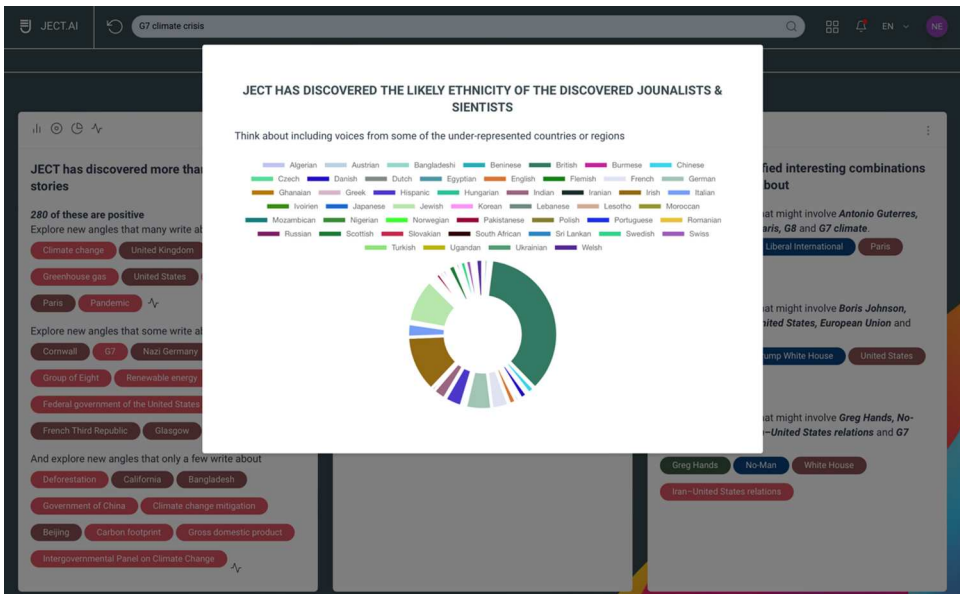 JECT.AI
G7 climate crisis
EN
NE
JECT HAS DISCOVERED THE LIKELY ETHNICITY OF THE DISCOVERED JOUNALISTS &
SIENTISTS
Think about including voices from some of the under-represented countries or regions
Algerian Austrian Bangladeshi Beninese British Burmese Chinese
Czech Danish Dutch Egyptian English Flemish French German
Ghanaian Greek Hispanic Hungarian Indian Iranian Irish Italian
Ivoirien Japanese Jewish Korean Lebanese Lesotho Moroccan
Mozambican Nigerian Norwegian Pakistanese Polish Portuguese Romanian
Russian Scottish Slovakian South African Sri Lankan Swedish Swiss
Turkish Ugandan Ukrainian Welsh
JECT has discovered more tha
stories
280 of these are positive
Explore new angles that many write ab
Climate change United Kingdom
Greenhouse gas United States
Paris Pandemic
Explore new angles that some write ab
Cornwall G7 Nazi Germany
Group of Eight Renewable energy
Federal government of the United States
French Third Republic Glasgow
And explore new angles that only a few write about
Deforestation California Bangladesh
Government of China Climate change mitigation
Beijing Carbon footprint Gross domestic product
Intergovernmental Panel on Climate Change
fied interesting combinations
bout
at might involve Antonio Guterres,
aris, G8 and G7 climate.
Liberal International Paris
at might involve Boris Johnson,
nited States, European Union and
ump White House United States
at might involve Greg Hands, No-
–United States relations and G7
Greg Hands No-Man White House
Iran–United States relations